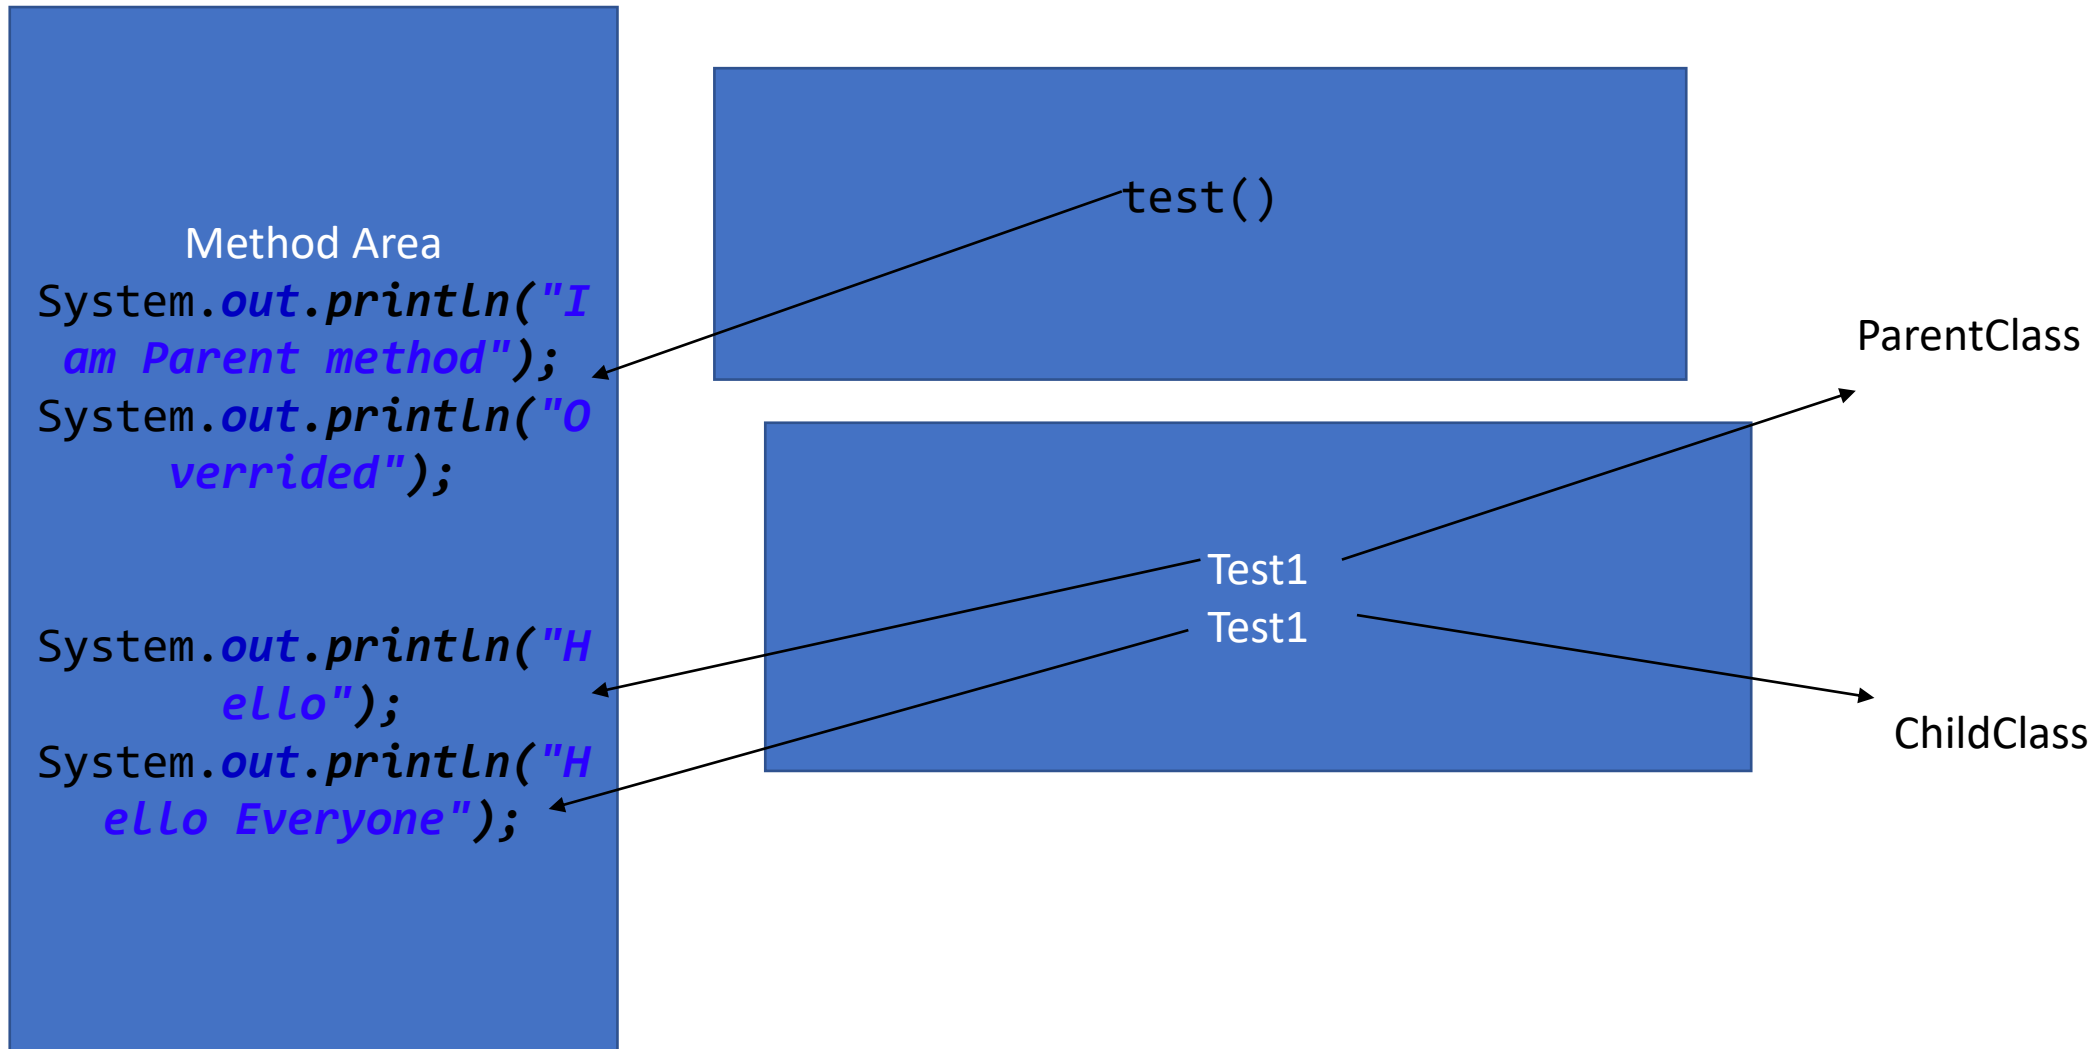 Method Area
System.out.println("I
am Parent method");
System.out.println("O
verrided");
System.out.println("H
ello");
System.out.println("H
ello Everyone");
test()
Test1
Test1
ParentClass
ChildClass